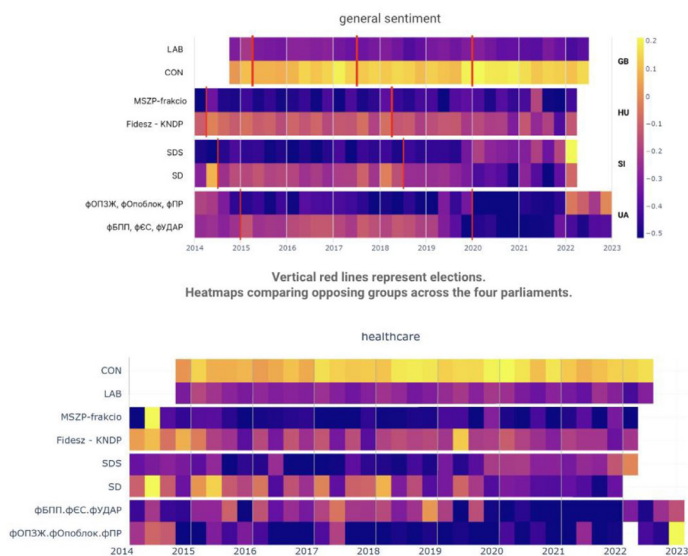 general sentiment
LAB
CON
GB
MSZP-frakcio
Fidesz - KNDP
HU
SDS
SD
SI
фОПЗЖ, фОпоблок, фПР
фБПП, фЄС, фУДАР
UA
2014 2015 2016 2017 2018 2019 2020 2021 2022 2023
0.2
0.1
0
−0.1
−0.2
−0.3
−0.4
−0.5
Vertical red lines represent elections.
Heatmaps comparing opposing groups across the four parliaments.
healthcare
CON
LAB
MSZP-frakcio
Fidesz - KNDP
SDS
SD
фБПП.фЄС.фУДАР
фОПЗЖ.фОпоблок.фПР
2014 2015 2016 2017 2018 2019 2020 2021 2022 2023